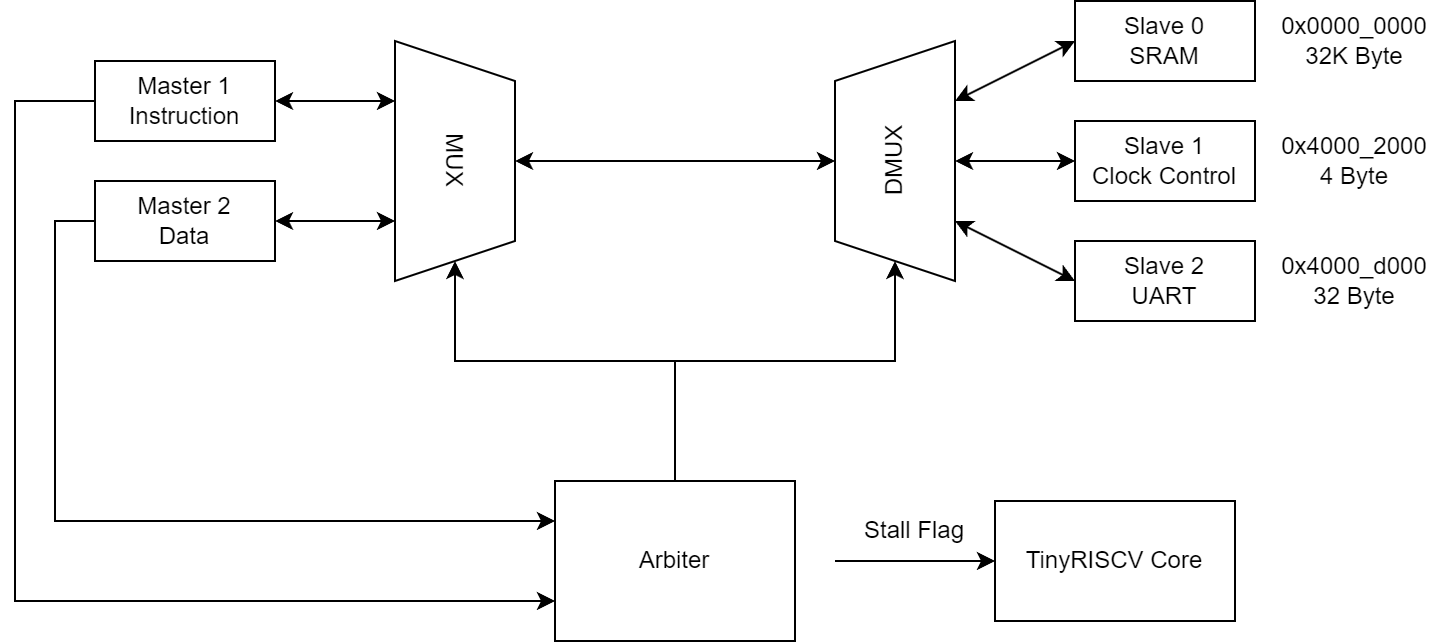 Slave 0
SRAM
0x0000_0000
32K Byte
Master 1
Instruction
MUX
DMUX
Slave 1
Clock Control
0x4000_2000
4 Byte
Master 2
Data
Slave 2
UART
0x4000_d000
32 Byte
Arbiter
Stall Flag
TinyRISCV Core